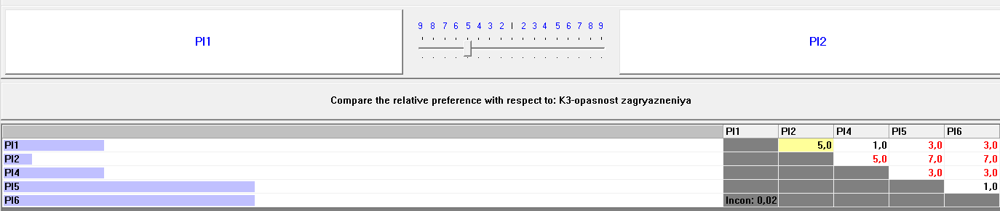 PI1 9 8 7 6 5 4 3 2 1 2 3 4 5 6 7 8 9 PI2
Compare the relative preference with respect to: K3-opasnost zagryazneniya
PI1 PI2 PI4 PI5 PI6
PI1 5,0 1,0 3,0 3,0
PI2 5,0 7,0 7,0
PI4 3,0 3,0
PI5 1,0
PI6 Incon: 0,02